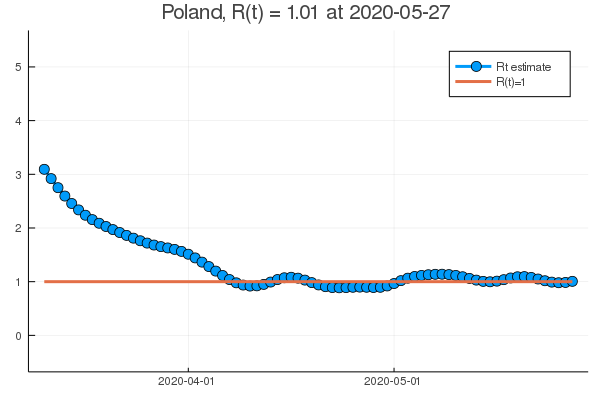 Poland, R(t) = 1.01 at 2020-05-27
Rt estimate
R(t)=1
5
4
3
2
1
0
2020-04-01
2020-05-01